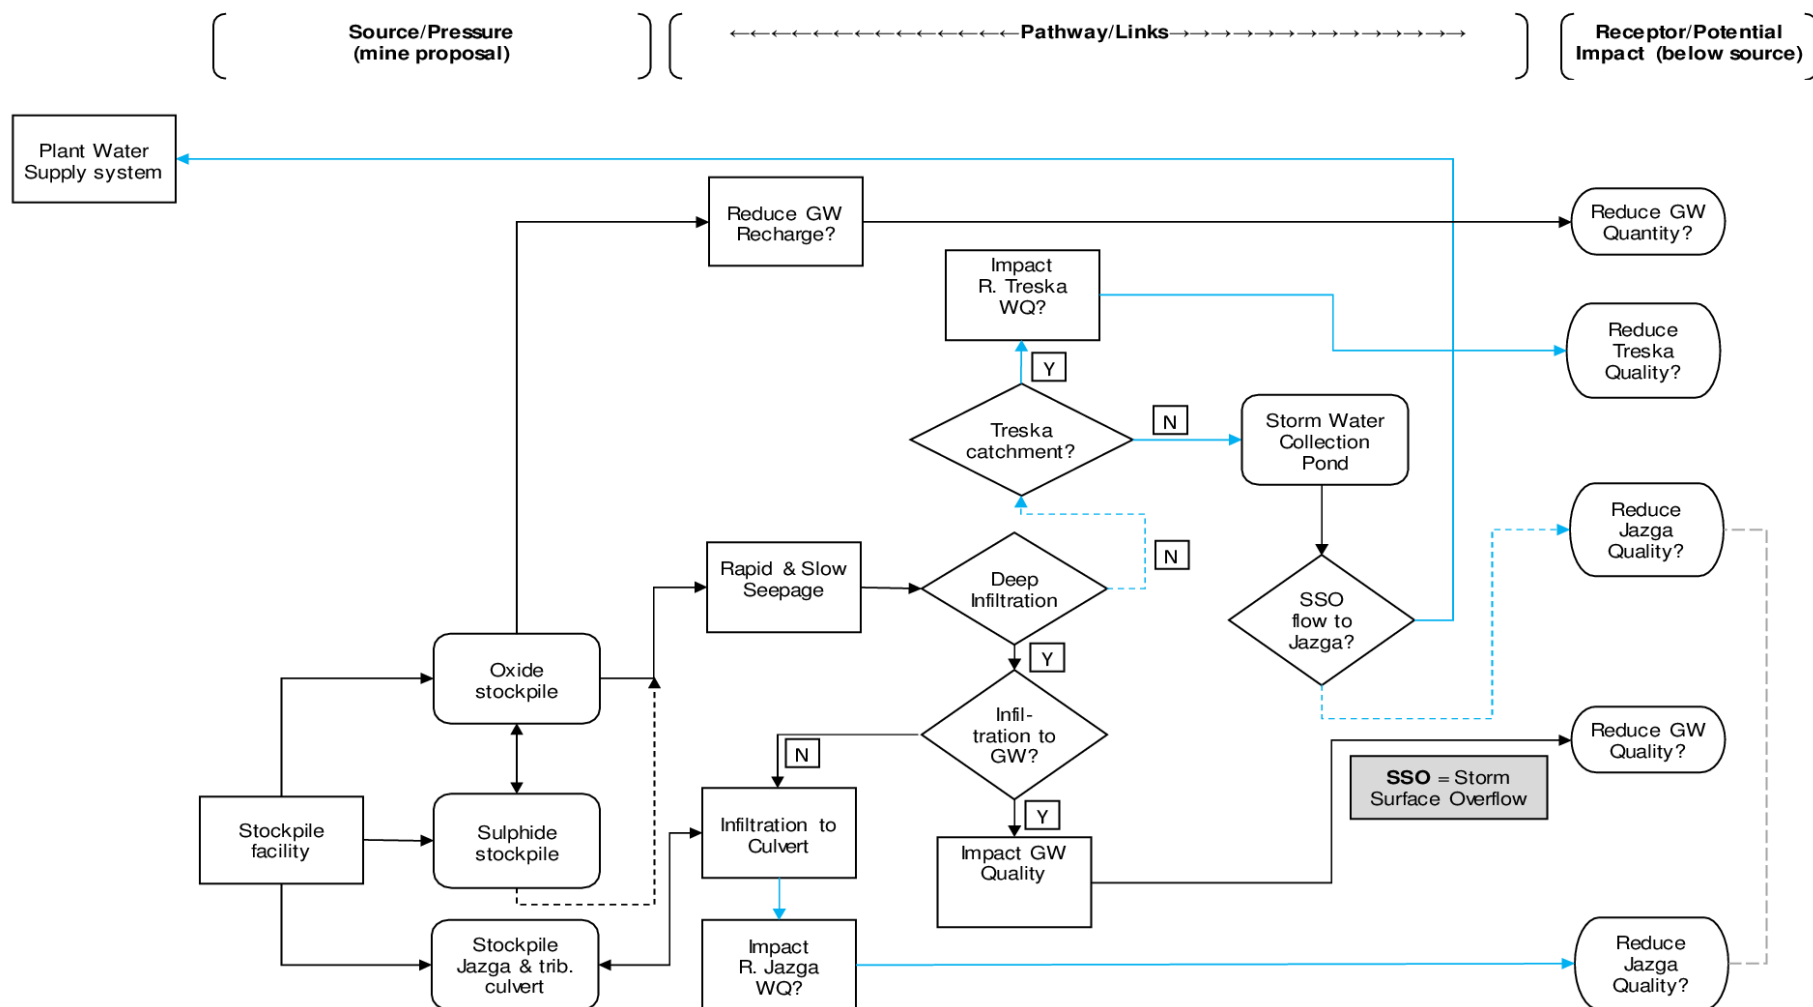 Source/Pressure
(mine proposal)
←←←←←←←←←←←←←←Pathway/Links→→→→→→→→→→→→→→
Receptor/Potential
Impact (below source)
Plant Water
Supply system
Reduce GW
Recharge?
Reduce GW
Quantity?
Impact
R. Treska
WQ?
Reduce
Treska
Quality?
Y
Treska
catchment?
N
Storm Water
Collection
Pond
Reduce
Jazga
Quality?
N
Rapid & Slow
Seepage
Deep
Infiltration
SSO
flow to
Jazga?
Y
Oxide
stockpile
Infil-
tration to
GW?
N
Reduce GW
Quality?
SSO = Storm
Surface Overflow
Stockpile
facility
Sulphide
stockpile
Infiltration to
Culvert
Y
Impact GW
Quality
Stockpile
Jazga & trib.
culvert
Impact
R. Jazga
WQ?
Reduce
Jazga
Quality?